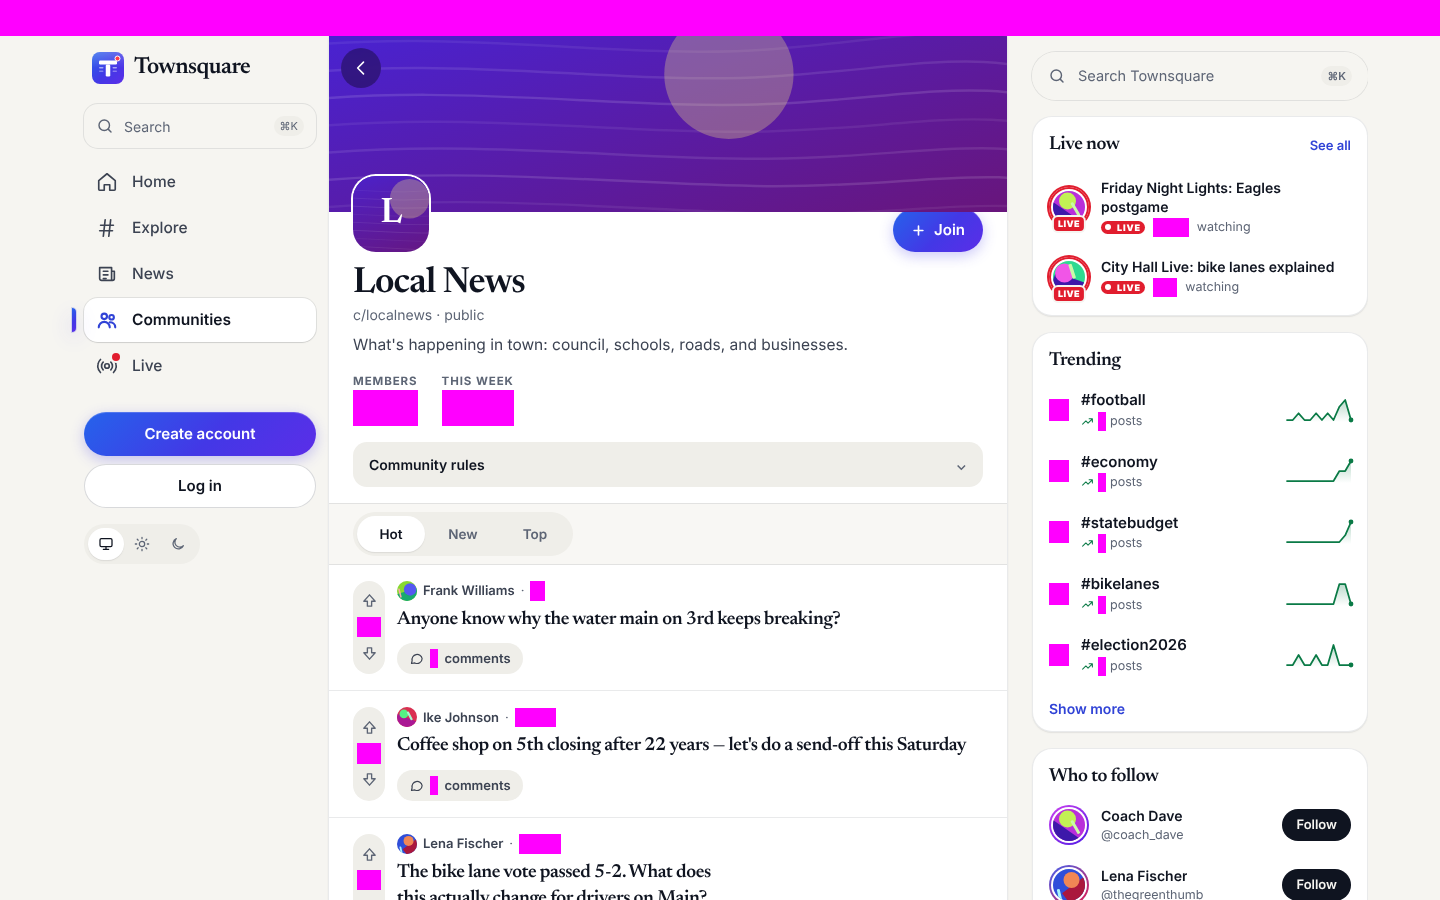 Townsquare
Search
⌘K
Home
Explore
News
Communities
Live
Create account
Log in
L
+ Join
Local News
c/localnews · public
What's happening in town: council, schools, roads, and businesses.
MEMBERS
THIS WEEK
Community rules
Hot
New
Top
Frank Williams ·
Anyone know why the water main on 3rd keeps breaking?
comments
Ike Johnson ·
Coffee shop on 5th closing after 22 years — let's do a send-off this Saturday
comments
Lena Fischer ·
The bike lane vote passed 5-2. What does
this actually change for drivers on Main?
Search Townsquare
⌘K
Live now
See all
Friday Night Lights: Eagles
postgame
LIVE
LIVE
watching
City Hall Live: bike lanes explained
LIVE
LIVE
watching
Trending
#football
posts
#economy
posts
#statebudget
posts
#bikelanes
posts
#election2026
posts
Show more
Who to follow
Coach Dave
@coach_dave
Follow
Lena Fischer
@thegreenthumb
Follow